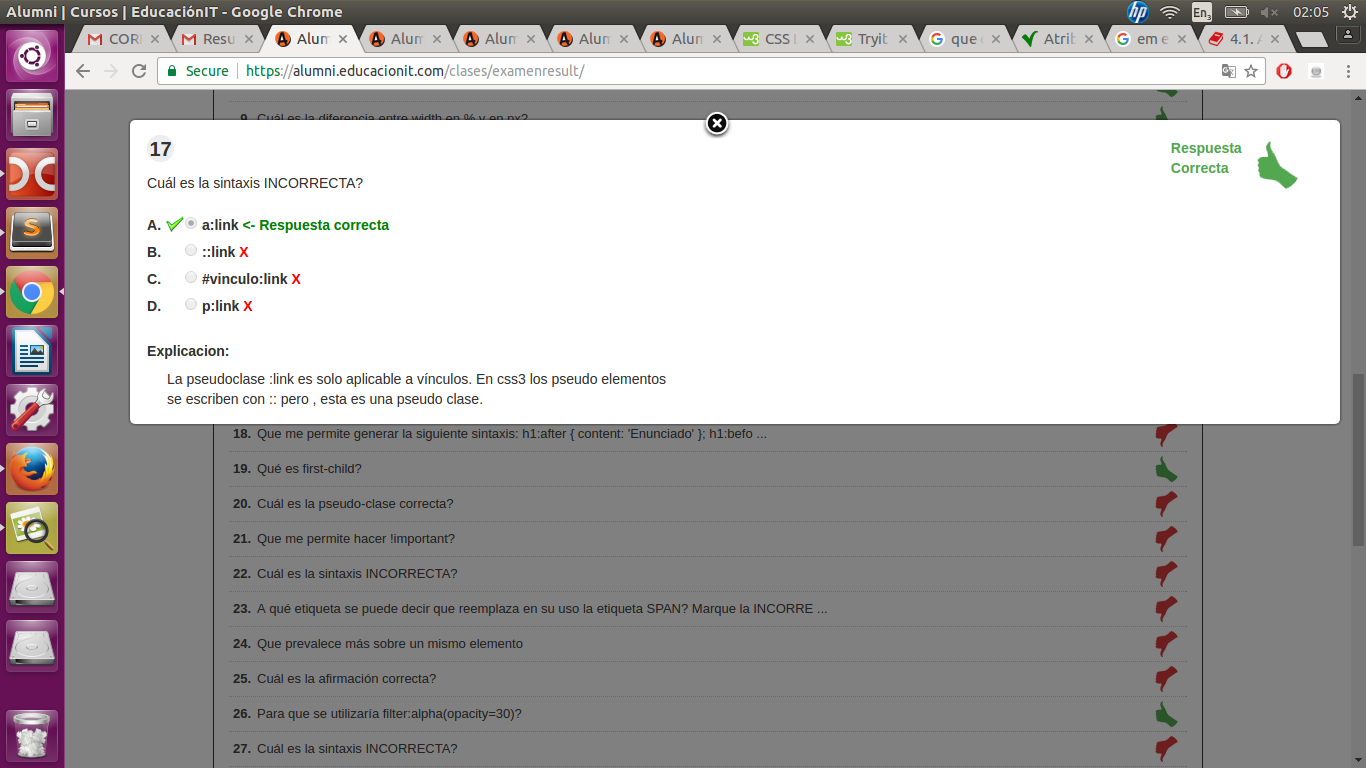 Alumni | Cursos | EducaciónIT - Google Chrome
En3
02:05
CORI
Resu
Alum
Alum
Alum
Alum
Alum
CSS
Tryit
que
Atrib
em e
4.1.
Secure
https://alumni.educacionit.com/clases/examenresult/
9. Cuál es la diferencia entre width en % y en px?
17
Respuesta
Correcta
Cuál es la sintaxis INCORRECTA?
A. a:link <- Respuesta correcta
B. ::link X
C. #vinculo:link X
D. p:link X
Explicacion:
La pseudoclase :link es solo aplicable a vínculos. En css3 los pseudo elementos
se escriben con :: pero , esta es una pseudo clase.
18. Que me permite generar la siguiente sintaxis: h1:after { content: 'Enunciado' }; h1:befo ...
19. Qué es first-child?
20. Cuál es la pseudo-clase correcta?
21. Que me permite hacer !important?
22. Cuál es la sintaxis INCORRECTA?
23. A qué etiqueta se puede decir que reemplaza en su uso la etiqueta SPAN? Marque la INCORRE ...
24. Que prevalece más sobre un mismo elemento
25. Cuál es la afirmación correcta?
26. Para que se utilizaría filter:alpha(opacity=30)?
27. Cuál es la sintaxis INCORRECTA?